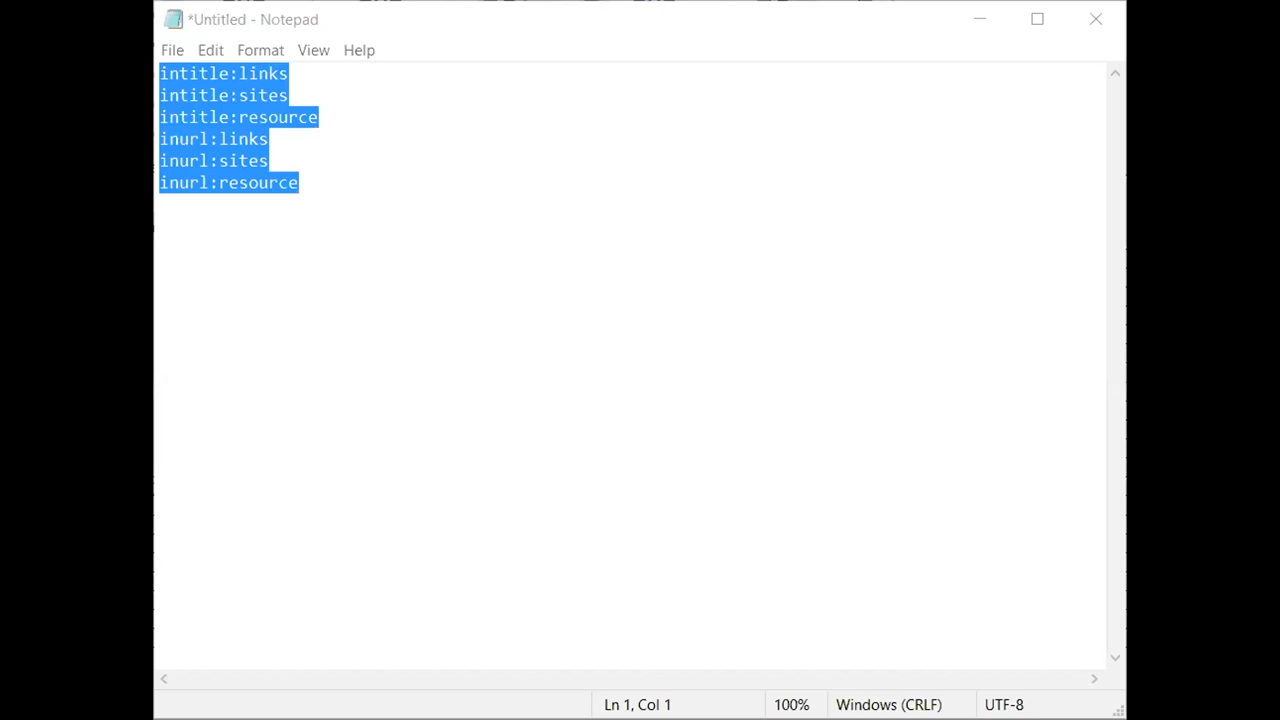 *Untitled - Notepad
File Edit Format View Help
intitle:links
intitle:sites
intitle:resource
inurl:links
inurl:sites
inurl:resource
Ln 1, Col 1 100% Windows (CRLF) UTF-8